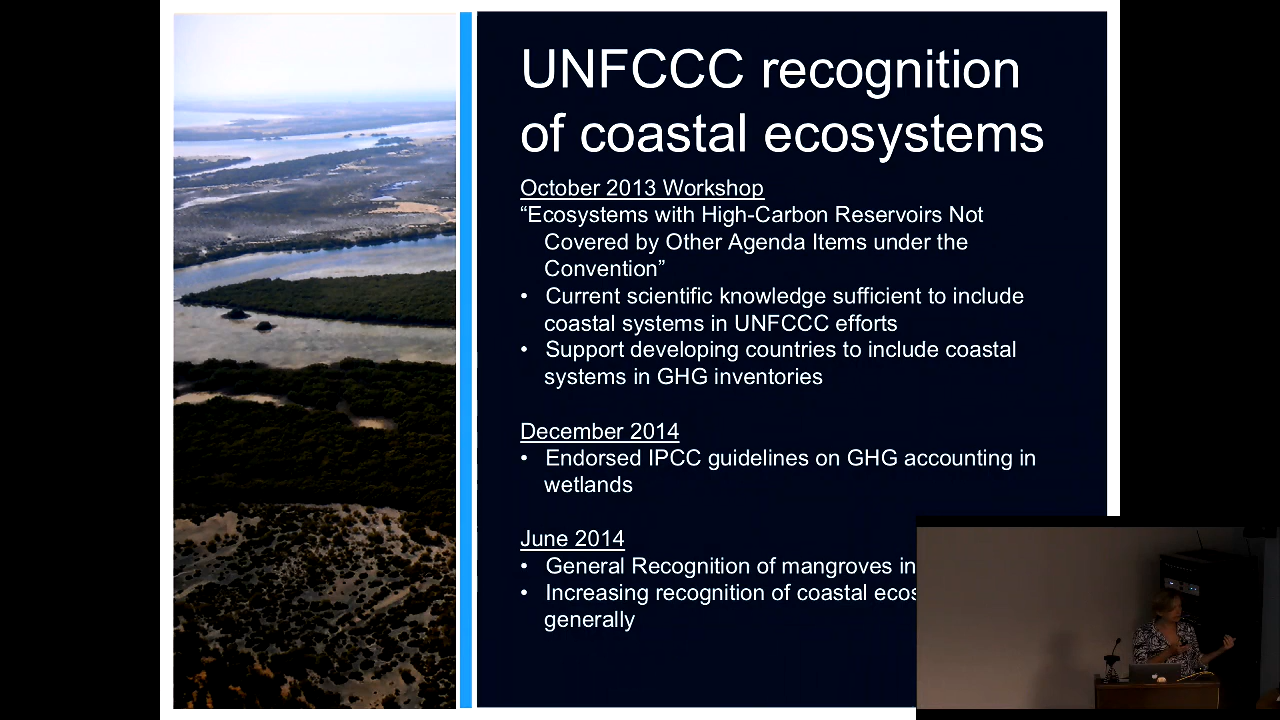 UNFCCC recognition
of coastal ecosystems
October 2013 Workshop
“Ecosystems with High-Carbon Reservoirs Not
Covered by Other Agenda Items under the
Convention”
• Current scientific knowledge sufficient to include
coastal systems in UNFCCC efforts
• Support developing countries to include coastal
systems in GHG inventories
December 2014
• Endorsed IPCC guidelines on GHG accounting in
wetlands
June 2014
• General Recognition of mangroves in
• Increasing recognition of coastal
generally